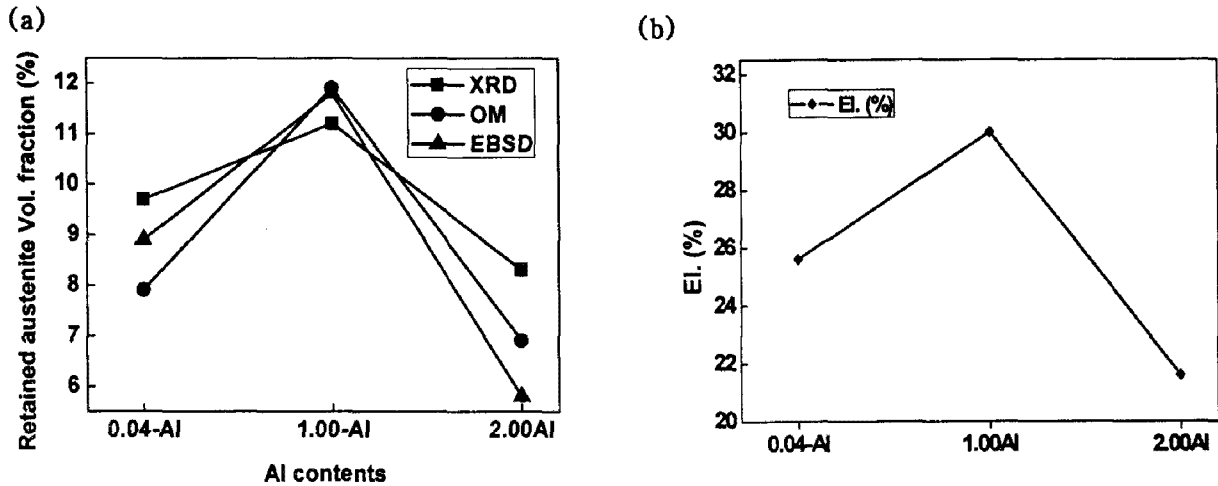 (a)
Retained austenite Vol. fraction (%)
12
11
10
9
8
7
6
XRD
OM
EBSD
0.04-Al
1.00-Al
2.00Al
Al contents
(b)
El. (%)
32
30
28
26
24
22
20
El. (%)
0.04-Al
1.00Al
2.00Al